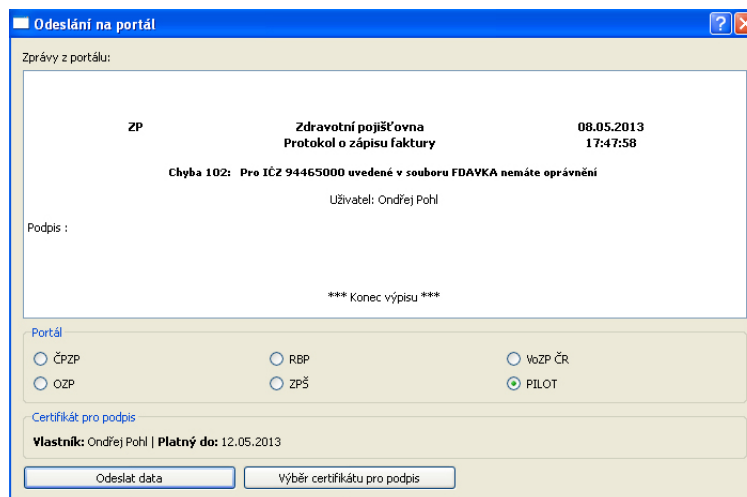 Odeslání na portál
Zprávy z portálu:
ZP Zdravotní pojišťovna 08.05.2013
Protokol o zápisu faktury 17:47:58
Chyba 102: Pro IČZ 94465000 uvedené v souboru FDAVKA nemáte oprávnění
Uživatel: Ondřej Pohl
Podpis :
*** Konec výpisu ***
Portál
ČPZP RBP VoZP ČR
OZP ZPŠ PILOT
Certifikát pro podpis
Vlastník: Ondřej Pohl | Platný do: 12.05.2013
Odeslat data Výběr certifikátu pro podpis